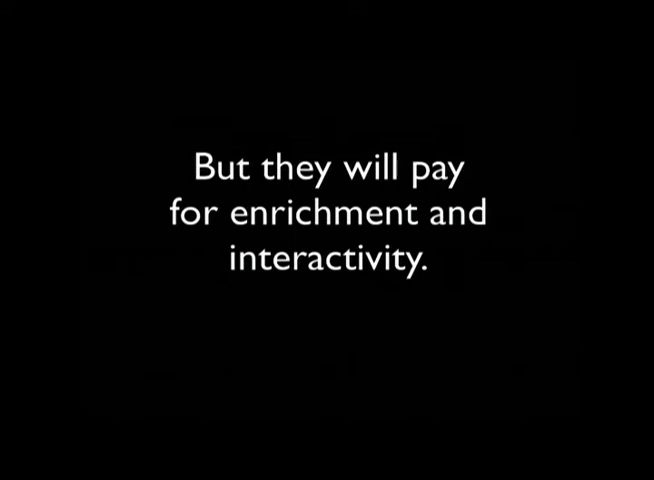 But they will pay
for enrichment and
interactivity.